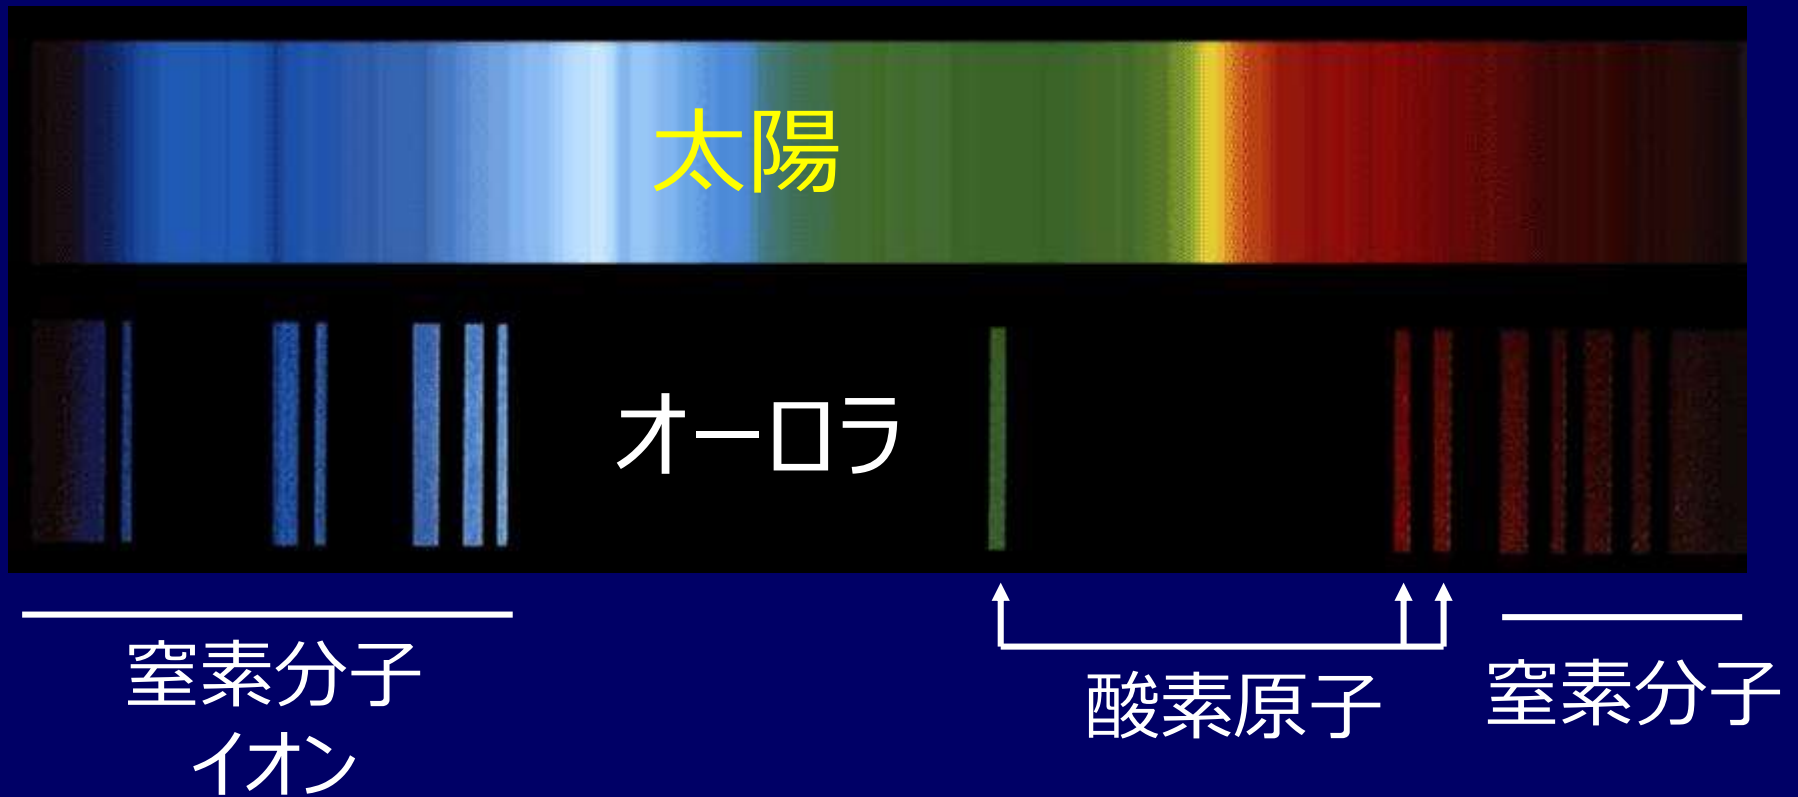 太陽
オーロラ
窒素分子
イオン
酸素原子
窒素分子